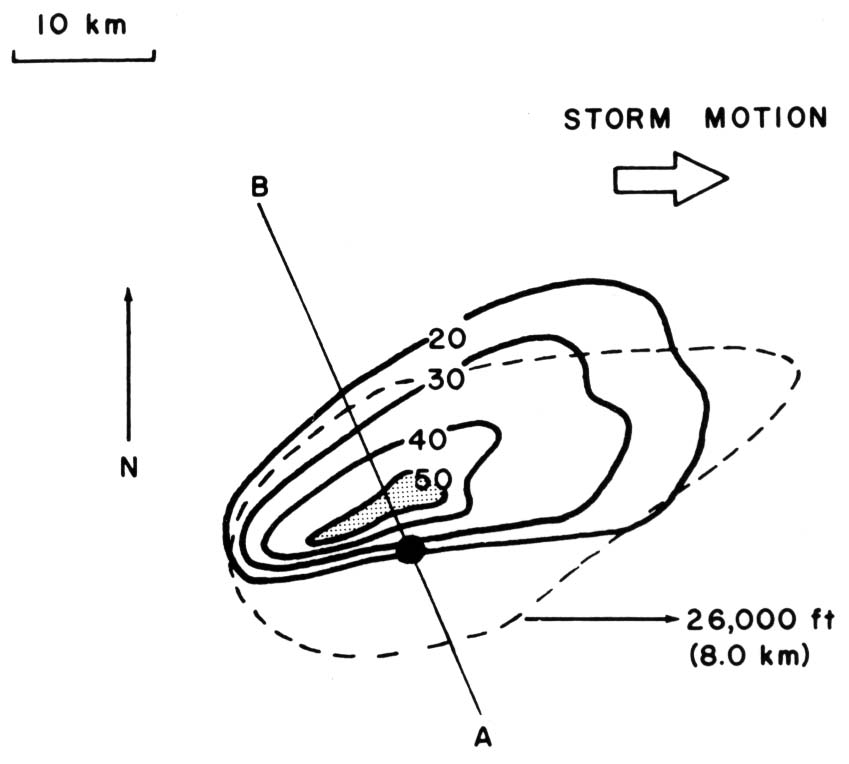 10 km
STORM MOTION
B
20
30
40
50
N
26,000 ft
(8.0 km)
A